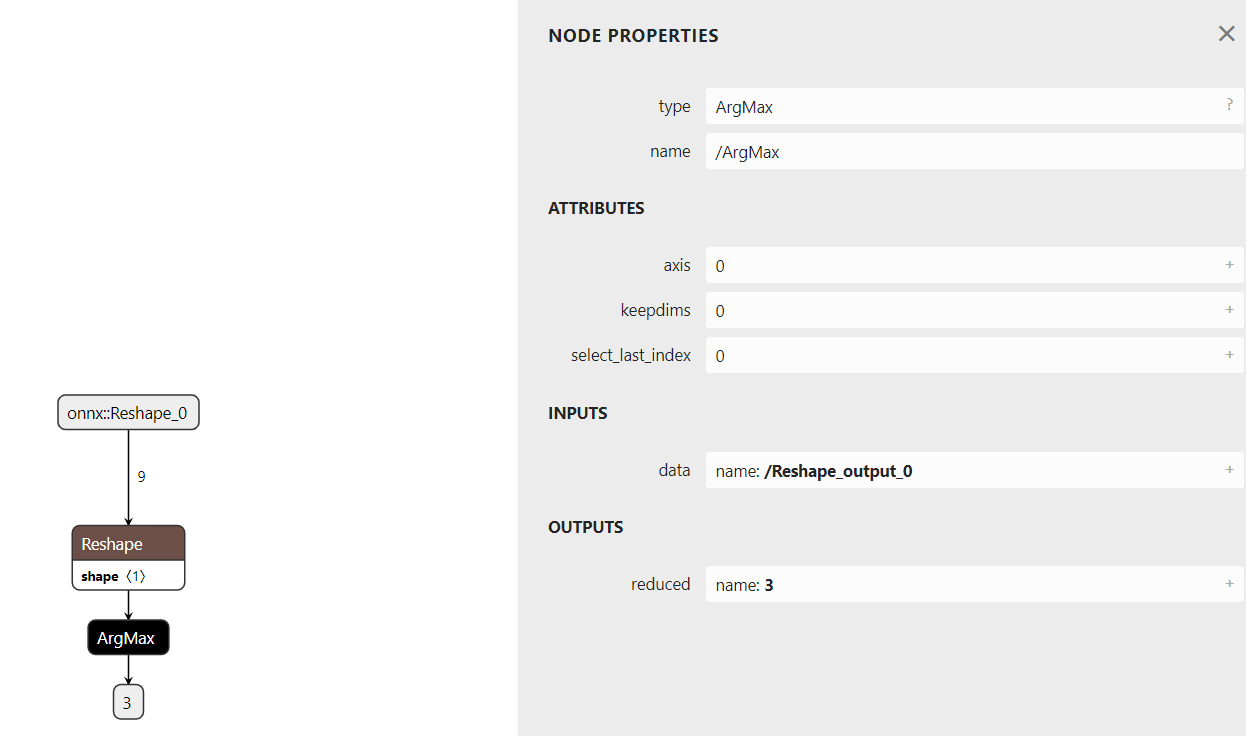 NODE PROPERTIES
type ArgMax ?
name /ArgMax
ATTRIBUTES
axis 0 +
keepdims 0 +
select_last_index 0 +
INPUTS
data name: /Reshape_output_0 +
OUTPUTS
reduced name: 3 +
onnx::Reshape_0
9
Reshape
shape 〈1〉
ArgMax
3